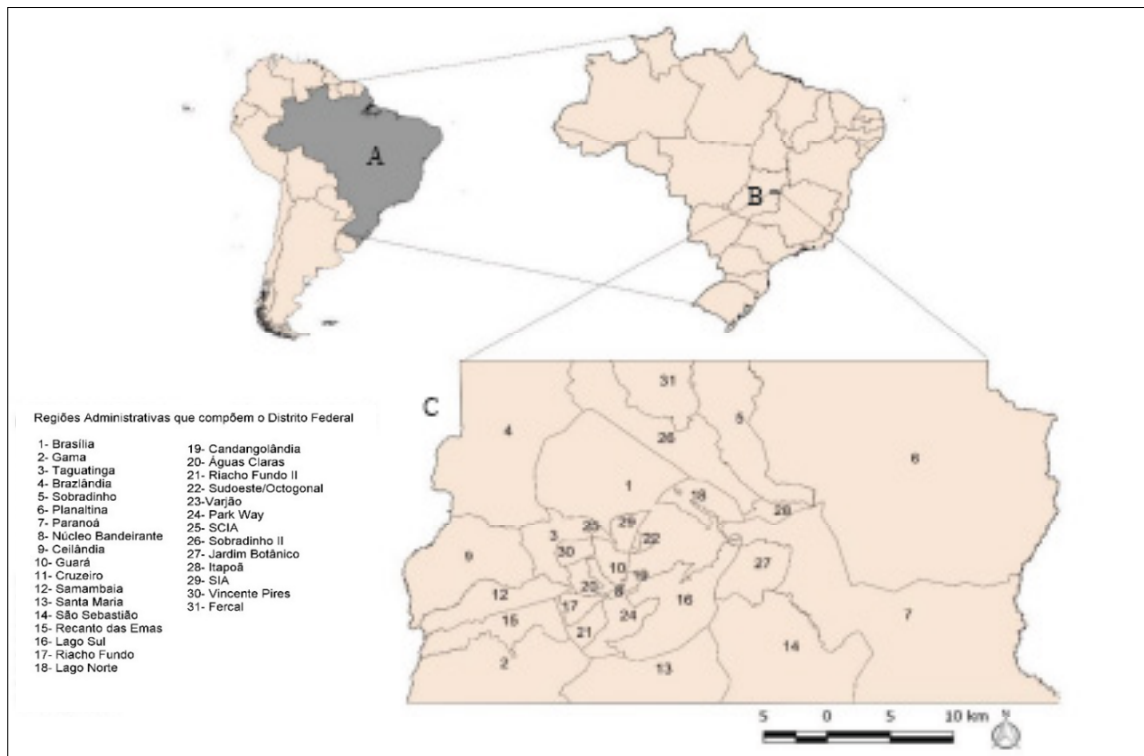 A
B
C
Regiões Administrativas que compõem o Distrito Federal
1- Brasília
2- Gama
3- Taguatinga
4- Brazlândia
5- Sobradinho
6- Planaltina
7- Paranoá
8- Núcleo Bandeirante
9- Ceilândia
10- Guará
11- Cruzeiro
12- Samambaia
13- Santa Maria
14- São Sebastião
15- Recanto das Emas
16- Lago Sul
17- Riacho Fundo
18- Lago Norte
19- Candangolândia
20- Águas Claras
21- Riacho Fundo II
22- Sudoeste/Octogonal
23-Varjão
24- Park Way
25- SCIA
26- Sobradinho II
27- Jardim Botânico
28- Itapoã
29- SIA
30- Vincente Pires
31- Fercal
31
4
5
26
6
1
18
28
25
29
3
22
30
9
27
10
19
20
8
12
16
17
24
7
15
21
14
2
13
5 0 5 10 km
N